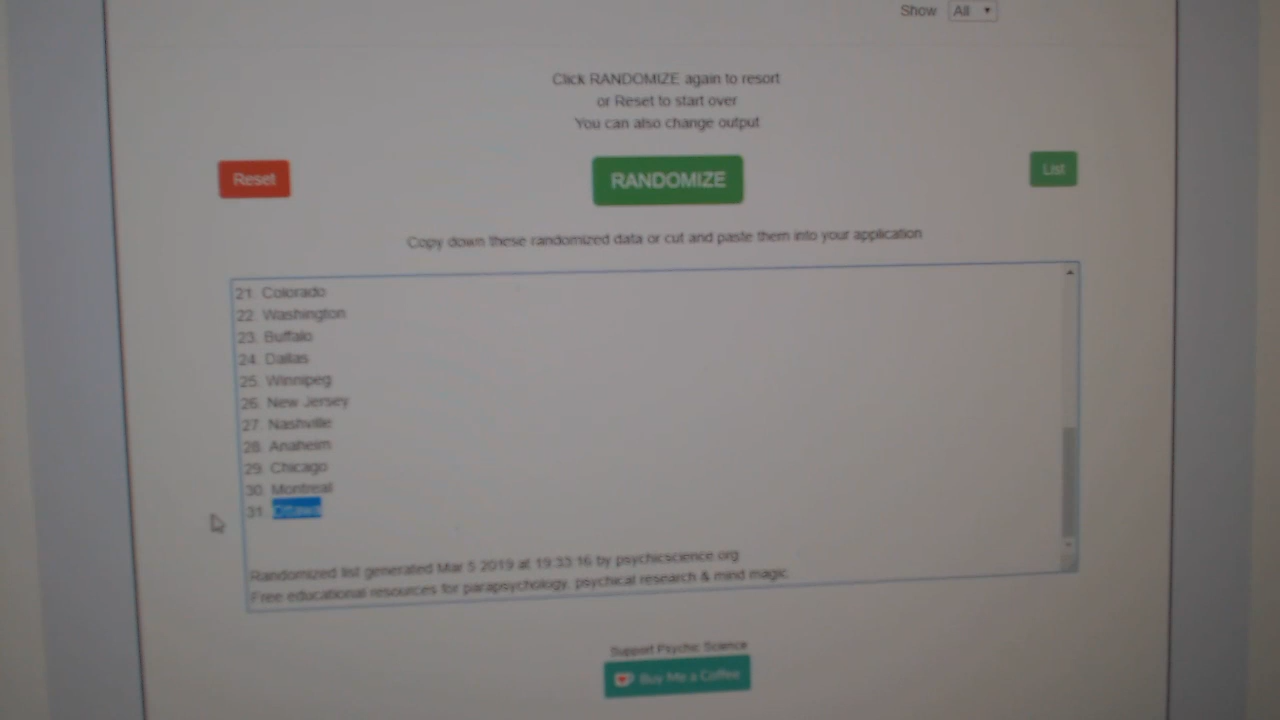 Show All
Click RANDOMIZE again to resort
or Reset to start over
You can also change output
Reset
RANDOMIZE
List
Copy down these randomized data or cut and paste them into your application
21. Colorado
22. Washington
23. Buffalo
24. Dallas
25. Winnipeg
26. New Jersey
27. Nashville
28. Anaheim
29. Chicago
30. Montreal
31. Ottawa
Randomized list generated Mar 5 2019 at 19:33:16 by psychicscience.org
Free educational resources for parapsychology, psychical research & mind magic
Support Psychic Science
Buy Me a Coffee